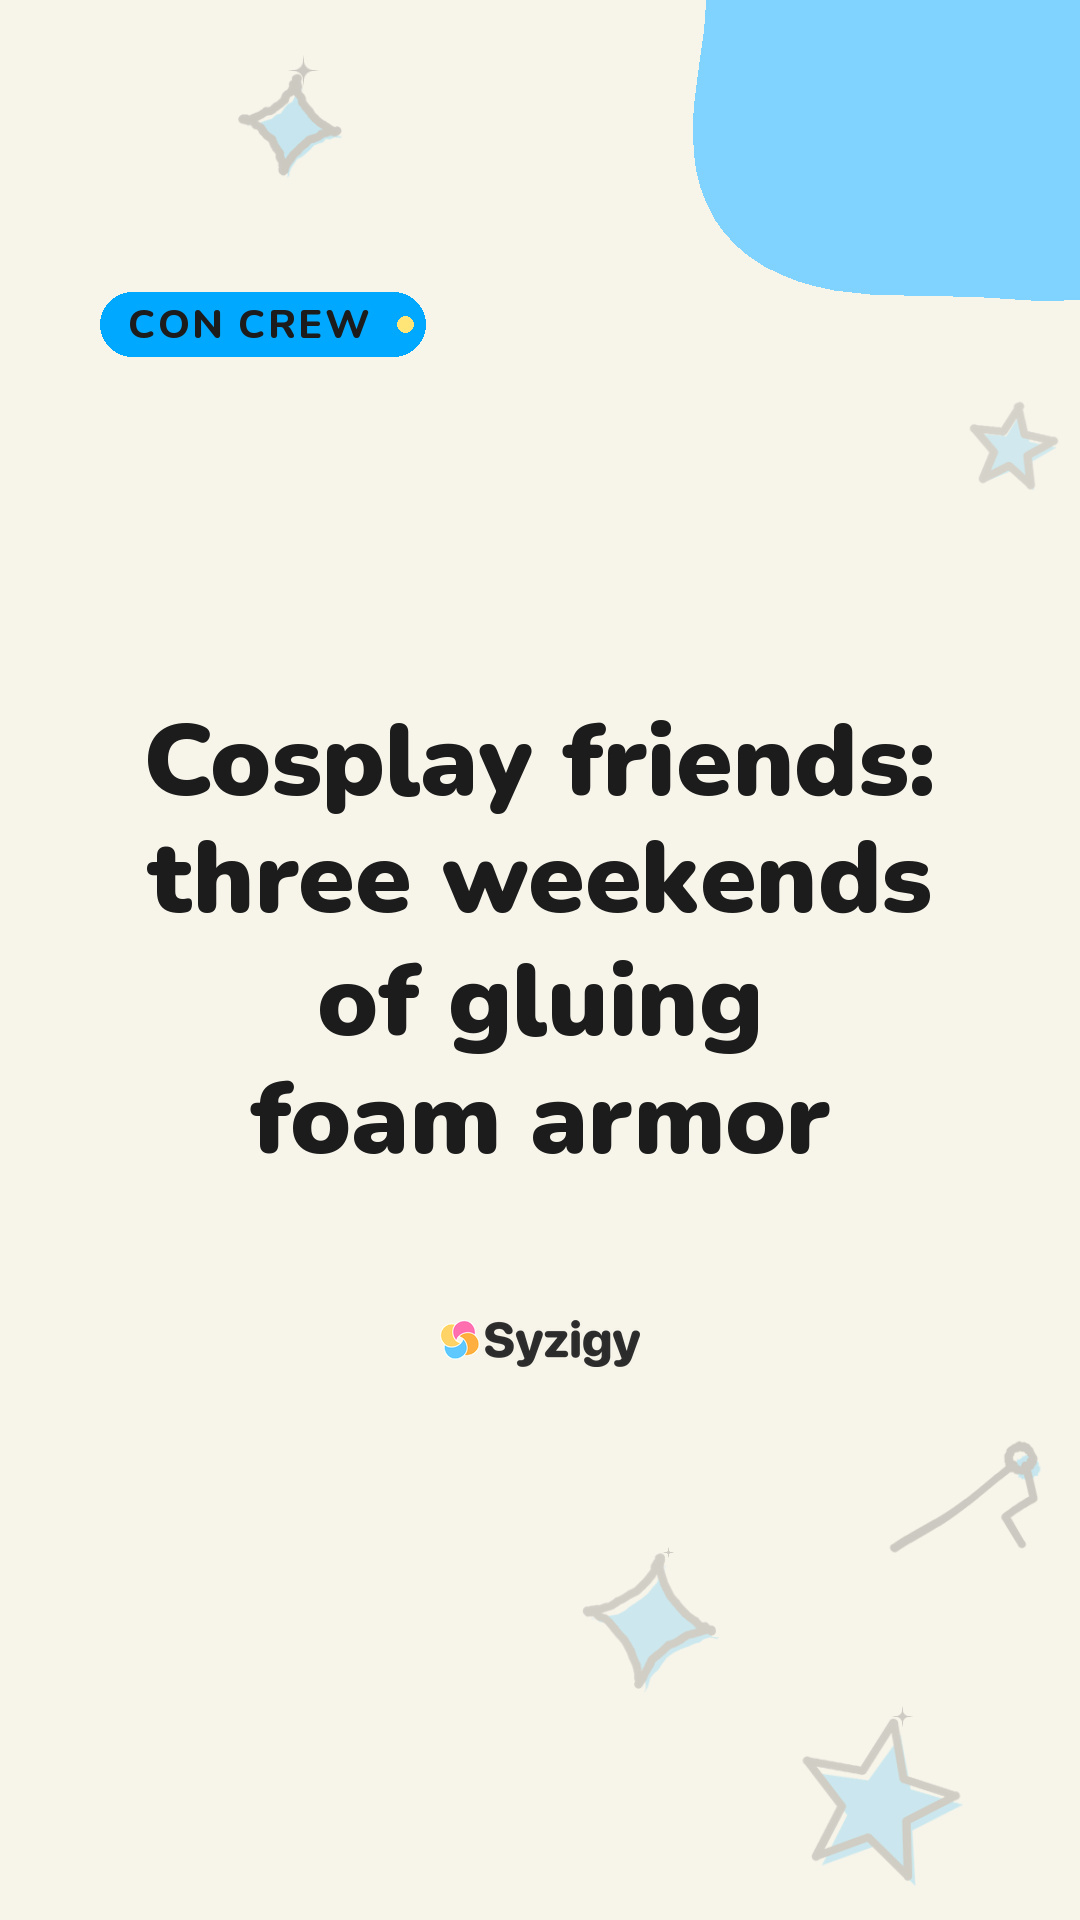 CON CREW
Cosplay friends:
three weekends
of gluing
foam armor
Syzigy